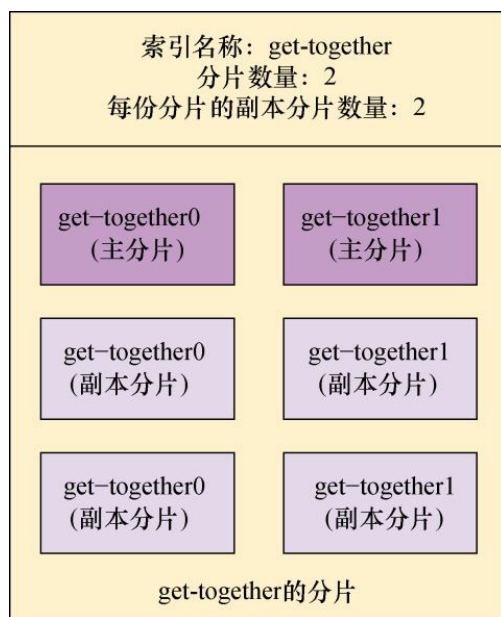 索引名称：get-together
分片数量：2
每份分片的副本分片数量：2
get-together0
(主分片)
get-together1
(主分片)
get-together0
(副本分片)
get-together1
(副本分片)
get-together0
(副本分片)
get-together1
(副本分片)
get-together的分片